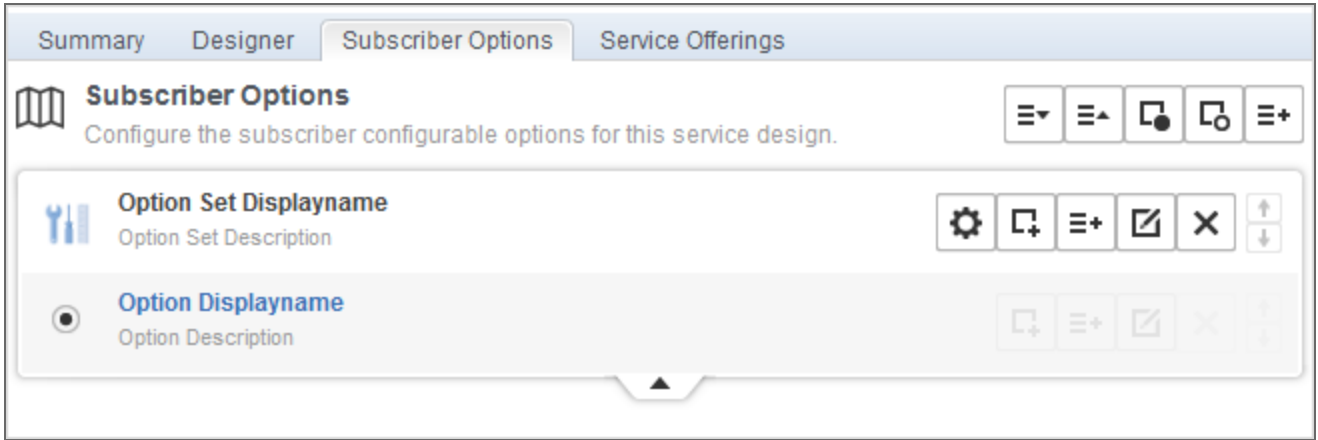 Summary Designer Subscriber Options Service Offerings
Subscriber Options
Configure the subscriber configurable options for this service design.
Option Set Displayname
Option Set Description
Option Displayname
Option Description